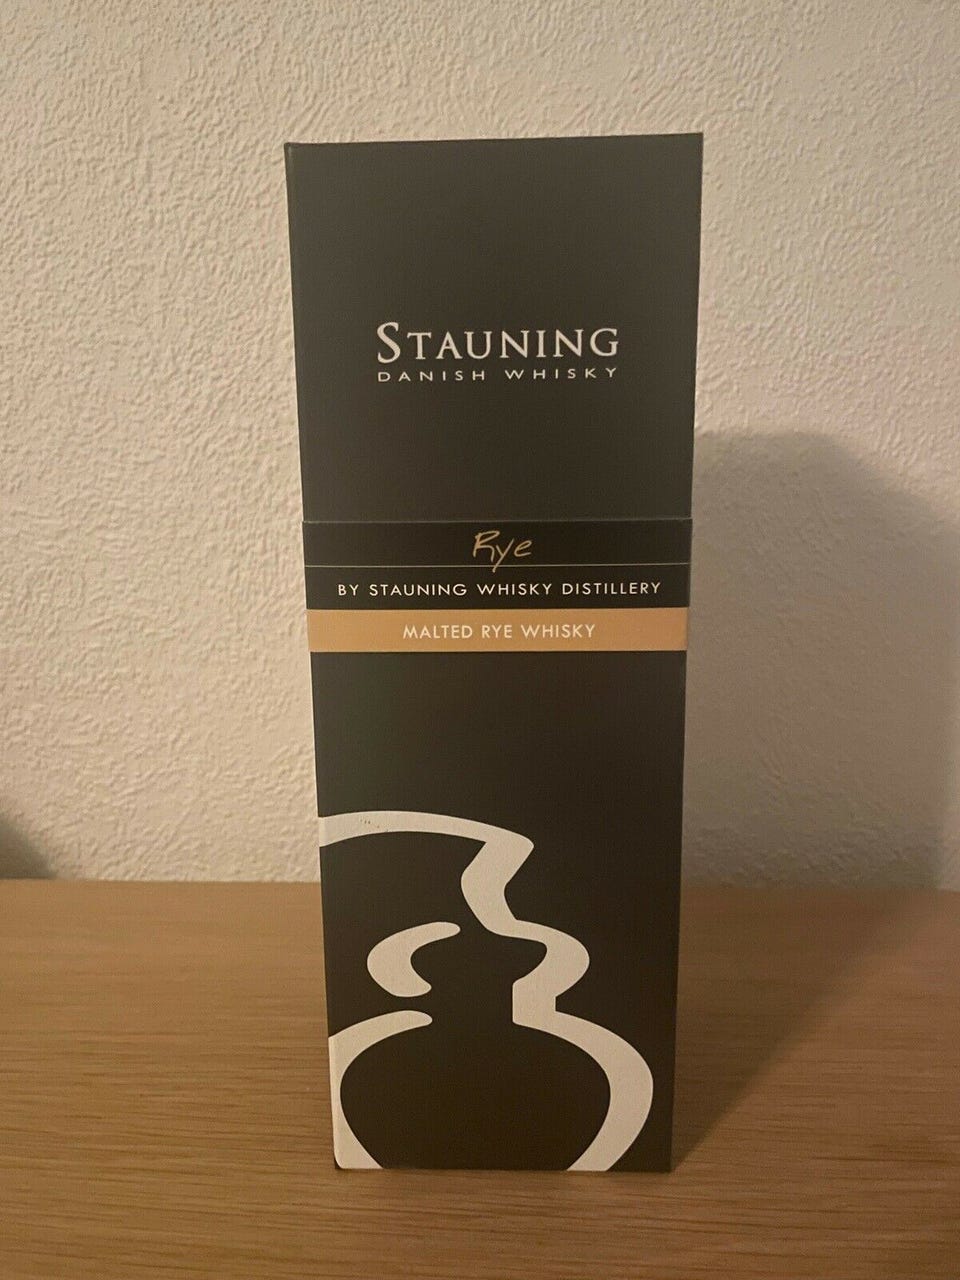 STAUNING
DANISH WHISKY
Rye
BY STAUNING WHISKY DISTILLERY
MALTED RYE WHISKY